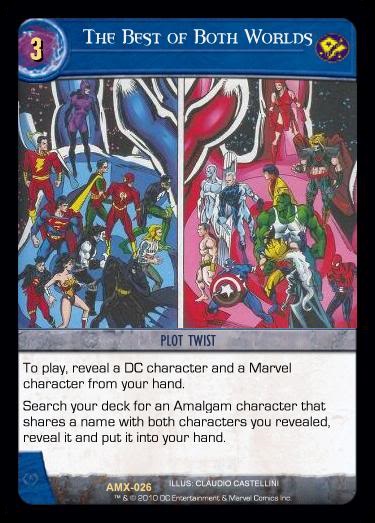 3
The Best of Both Worlds
PLOT TWIST
To play, reveal a DC character and a Marvel
character from your hand.
Search your deck for an Amalgam character that
shares a name with both characters you revealed,
reveal it and put it into your hand.
AMX-026 ILLUS: CLAUDIO CASTELLINI
™ & © 2010 DC Entertainment & Marvel Comics Inc.